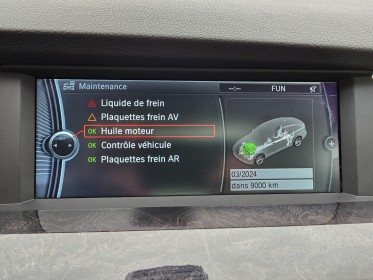 Maintenance
--:--
FUN
Liquide de frein
Plaquettes frein AV
OK Huile moteur
OK Contrôle véhicule
OK Plaquettes frein AR
03/2024
dans 9000 km